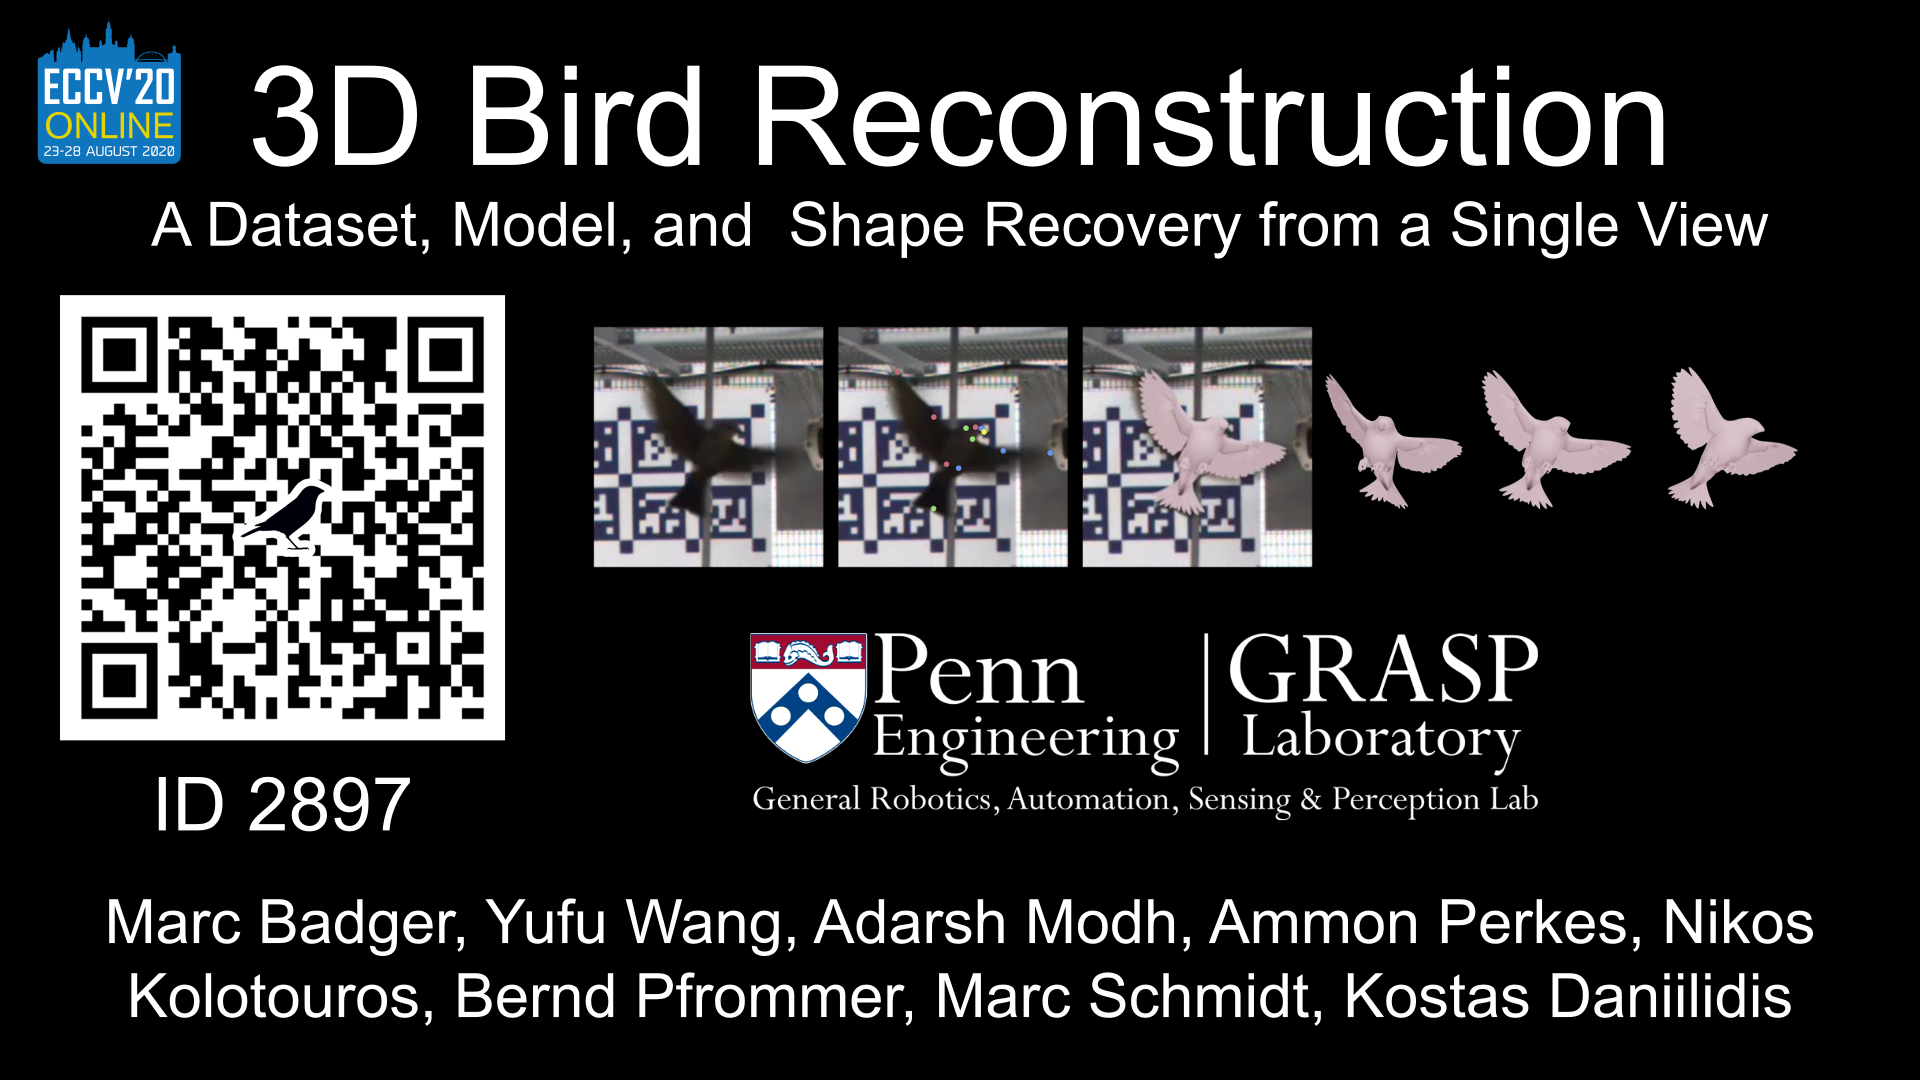 ECCV'20
ONLINE
23-28 AUGUST 2020
3D Bird Reconstruction
A Dataset, Model, and  Shape Recovery from a Single View
ID 2897
Penn
Engineering
GRASP
Laboratory
General Robotics, Automation, Sensing & Perception Lab
Marc Badger, Yufu Wang, Adarsh Modh, Ammon Perkes, Nikos
Kolotouros, Bernd Pfrommer, Marc Schmidt, Kostas Daniilidis